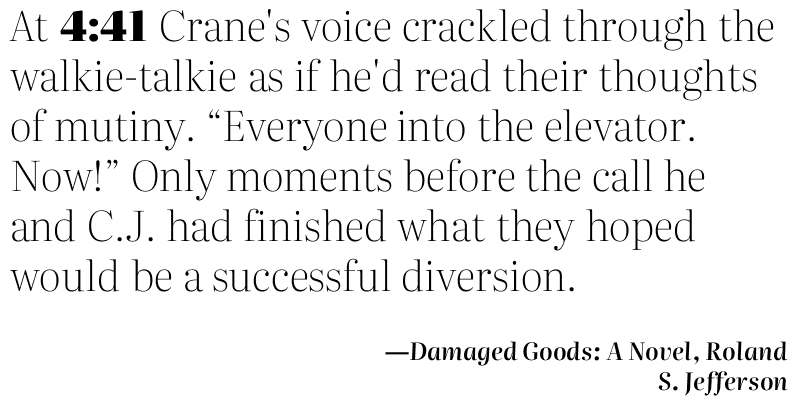 At 4:41 Crane's voice crackled through the
walkie-talkie as if he'd read their thoughts
of mutiny. “Everyone into the elevator.
Now!” Only moments before the call he
and C.J. had finished what they hoped
would be a successful diversion.
—Damaged Goods: A Novel, Roland
S. Jefferson